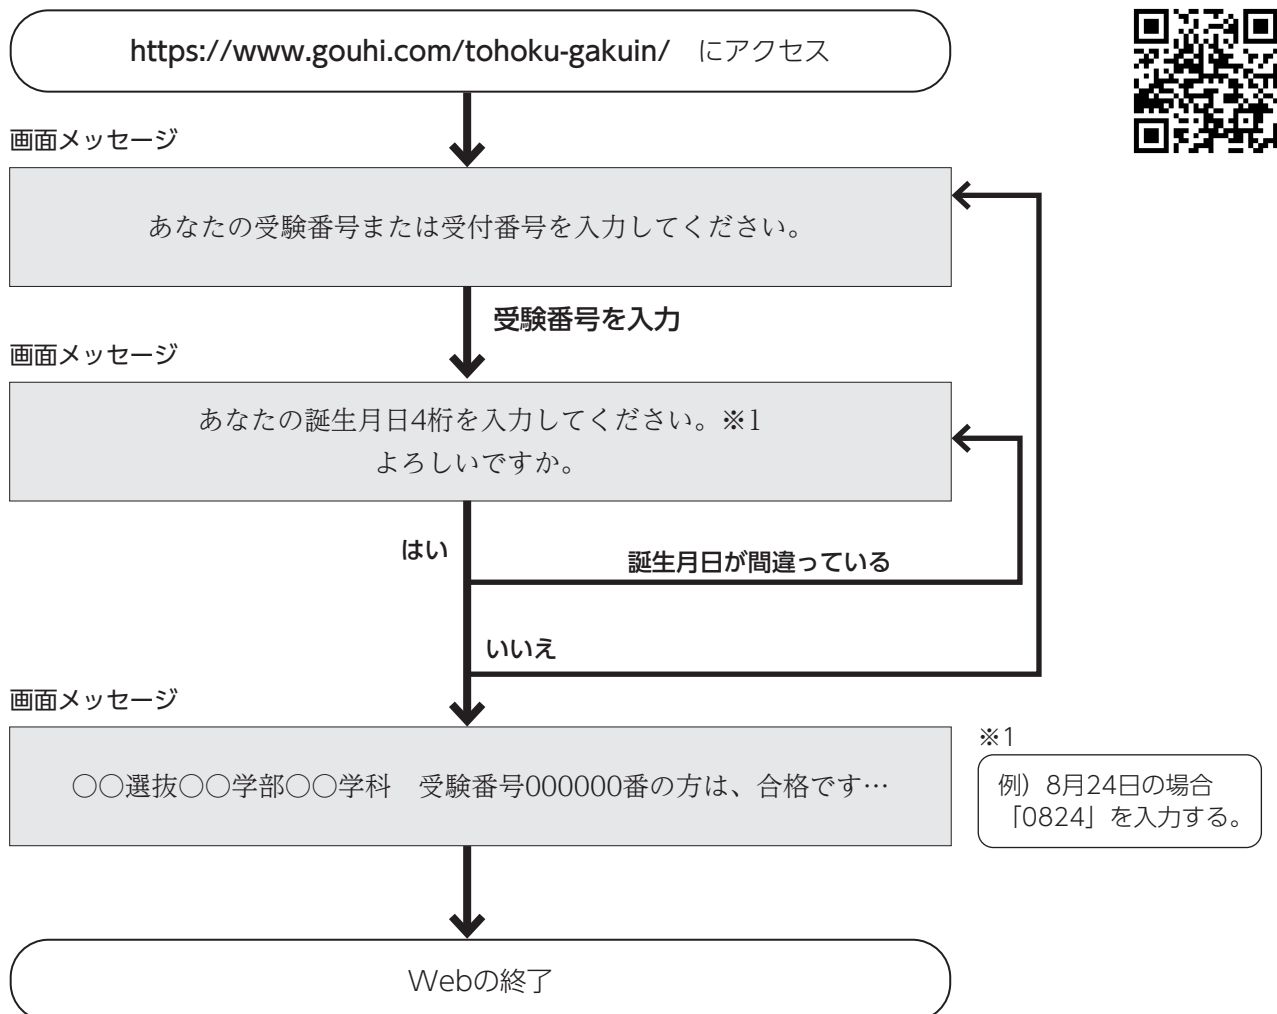 https://www.gouhi.com/tohoku-gakuin/　にアクセス
画面メッセージ
あなたの受験番号または受付番号を入力してください。
受験番号を入力
画面メッセージ
あなたの誕生月日4桁を入力してください。※1
よろしいですか。
はい
誕生月日が間違っている
いいえ
画面メッセージ
○○選抜○○学部○○学科　受験番号000000番の方は、合格です…
※1
例）8月24日の場合
「0824」を入力する。
Webの終了